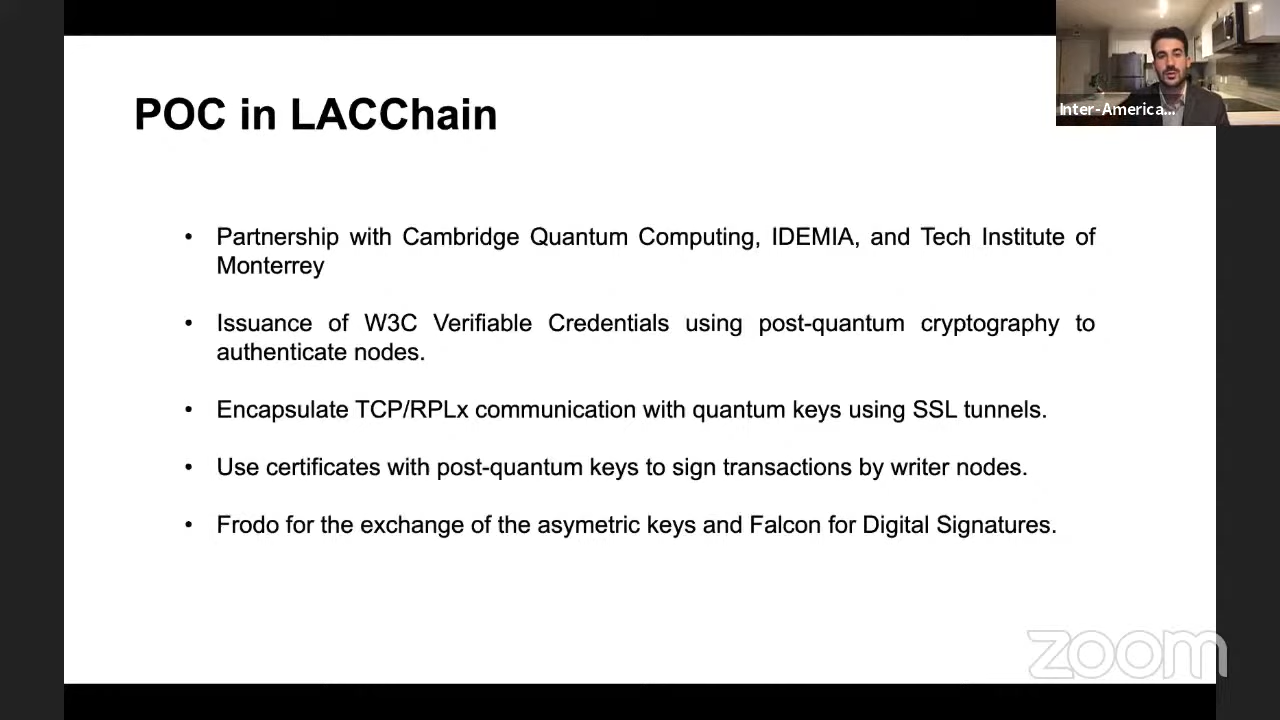 POC in LACChain
Inter-America...
• Partnership with Cambridge Quantum Computing, IDEMIA, and Tech Institute of
Monterrey
• Issuance of W3C Verifiable Credentials using post-quantum cryptography to
authenticate nodes.
• Encapsulate TCP/RPLx communication with quantum keys using SSL tunnels.
• Use certificates with post-quantum keys to sign transactions by writer nodes.
• Frodo for the exchange of the asymetric keys and Falcon for Digital Signatures.
zoom